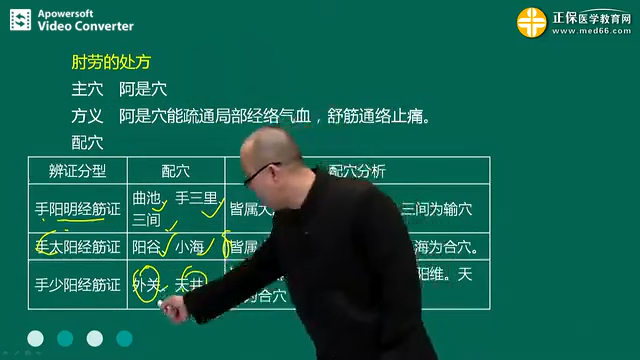 Apowersoft
Video Converter
正保医学教育网
www.med66.com
肘劳的处方
主穴 阿是穴
方义 阿是穴能疏通局部经络气血，舒筋通络止痛。
配穴
辨证分型 配穴 配穴分析
手阳明经筋证 曲池 手三里 三间 皆属大 三间为输穴
手太阳经筋证 阳谷 小海 皆属 海为合穴。
手少阳经筋证 外关 天井 阳维。天 为合穴